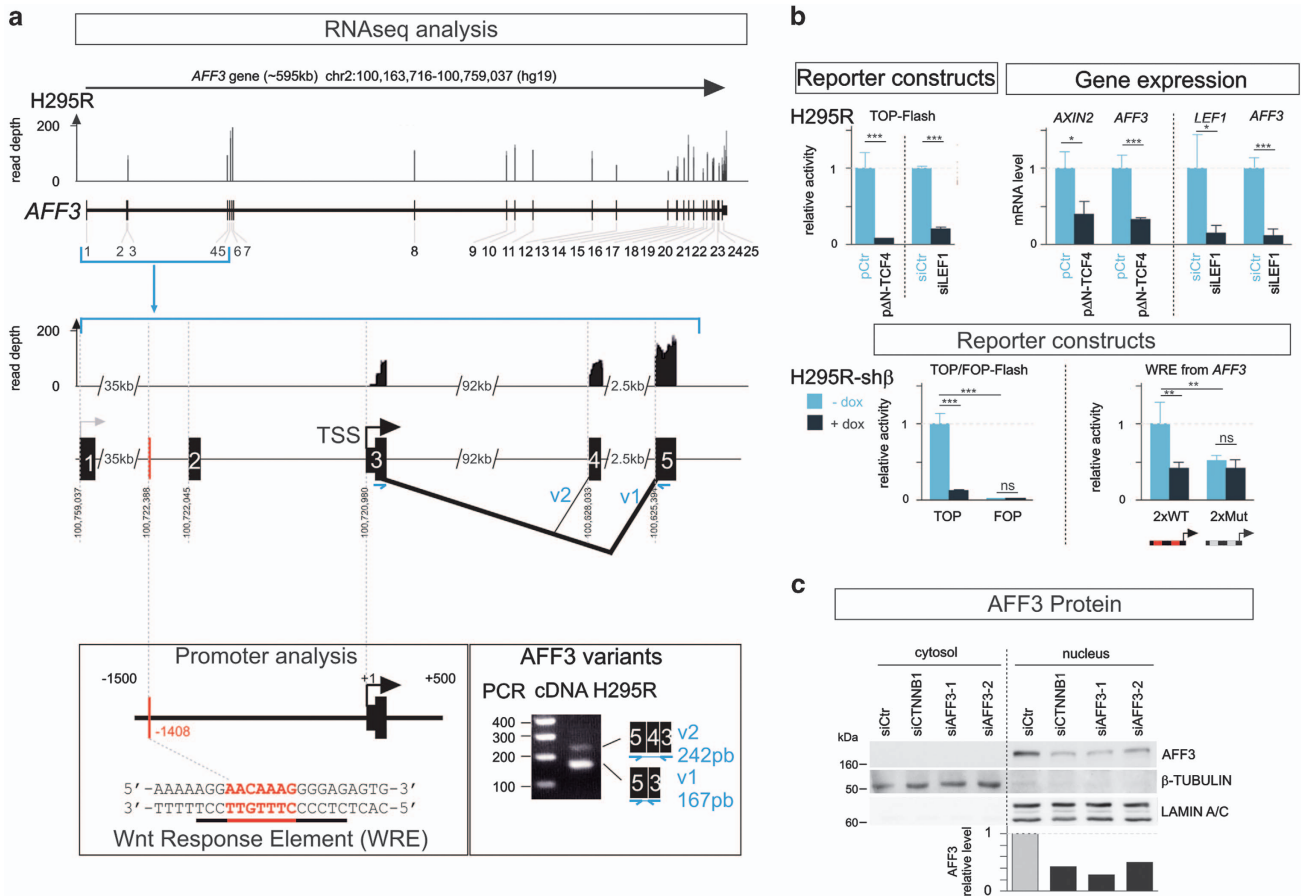 a
RNAseq analysis
AFF3 gene (~595kb) chr2:100,163,716-100,759,037 (hg19)
H295R
read depth
200
0
AFF3
1 2 3 45 6 7 8 9 10 11 12 13 14 15 16 17 18 19 20 21 22 23 24 25
read depth
200
0
35kb 92kb 2.5kb
TSS
1 35kb 2 3 92kb 4 2.5kb 5
v2 v1
100,759,037
100,722,388
100,722,045
100,720,980
100,628,033
100,625,394
Promoter analysis
-1500 +1 +500
-1408
5'-AAAAAGGAACAAAGGGGAGAGTG-3'
3'-TTTTTCCTTGTTTCCCCTCTCAC-5'
Wnt Response Element (WRE)
AFF3 variants
PCR cDNA H295R
400
300
200
100
5 4 3 v2
242pb
5 3 v1
167pb
b
Reporter constructs
Gene expression
H295R
TOP-Flash
relative activity
1
0
*** ***
pCtr
p∆N-TCF4
siCtr
siLEF1
AXIN2 AFF3 LEF1 AFF3
mRNA level
1
0
* *** * ***
pCtr
p∆N-TCF4
pCtr
p∆N-TCF4
siCtr
siLEF1
siCtr
siLEF1
Reporter constructs
H295R-shβ
- dox
+ dox
TOP/FOP-Flash
relative activity
1
0
***
***
ns
TOP FOP
WRE from AFF3
relative activity
1
0
**
**
ns
2xWT 2xMut
c
AFF3 Protein
cytosol nucleus
siCtr
siCTNNB1
siAFF3-1
siAFF3-2
siCtr
siCTNNB1
siAFF3-1
siAFF3-2
kDa
160
50
60
AFF3
β-TUBULIN
LAMIN A/C
AFF3
relative level
1
0